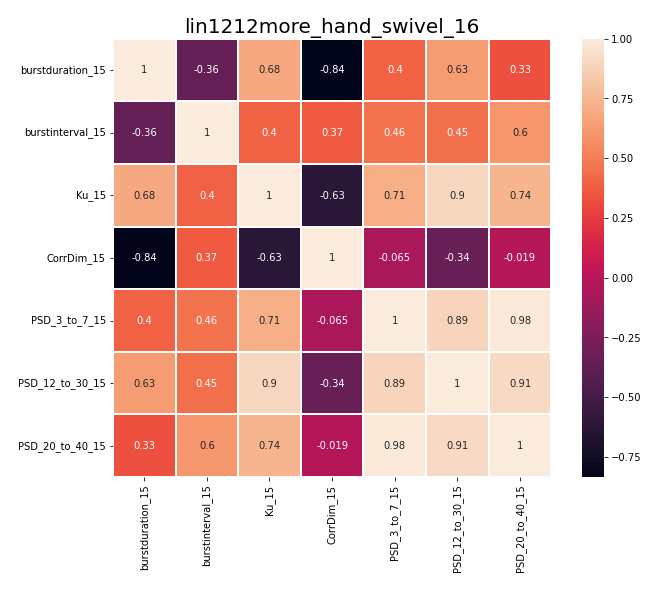 lin1212more_hand_swivel_16
burstduration_15 1 -0.36 0.68 -0.84 0.4 0.63 0.33
burstinterval_15 -0.36 1 0.4 0.37 0.46 0.45 0.6
Ku_15 0.68 0.4 1 -0.63 0.71 0.9 0.74
CorrDim_15 -0.84 0.37 -0.63 1 -0.065 -0.34 -0.019
PSD_3_to_7_15 0.4 0.46 0.71 -0.065 1 0.89 0.98
PSD_12_to_30_15 0.63 0.45 0.9 -0.34 0.89 1 0.91
PSD_20_to_40_15 0.33 0.6 0.74 -0.019 0.98 0.91 1
burstduration_15
burstinterval_15
Ku_15
CorrDim_15
PSD_3_to_7_15
PSD_12_to_30_15
PSD_20_to_40_15
1.00
0.75
0.50
0.25
0.00
−0.25
−0.50
−0.75